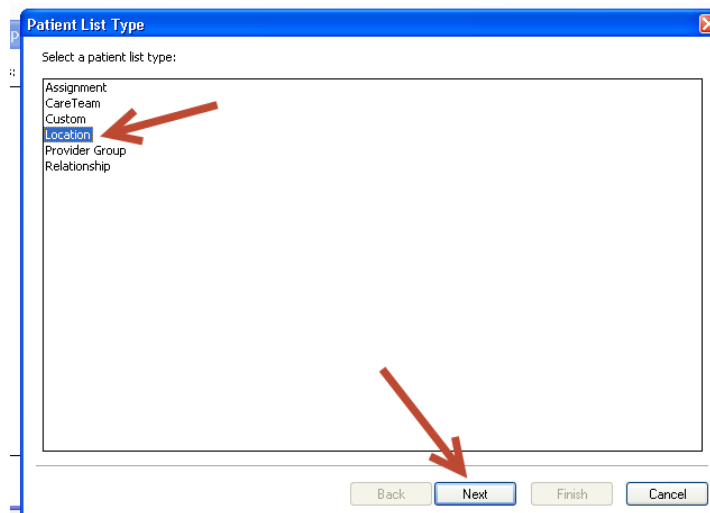 Patient List Type
Select a patient list type:
Assignment
CareTeam
Custom
Location
Provider Group
Relationship
Back Next Finish Cancel